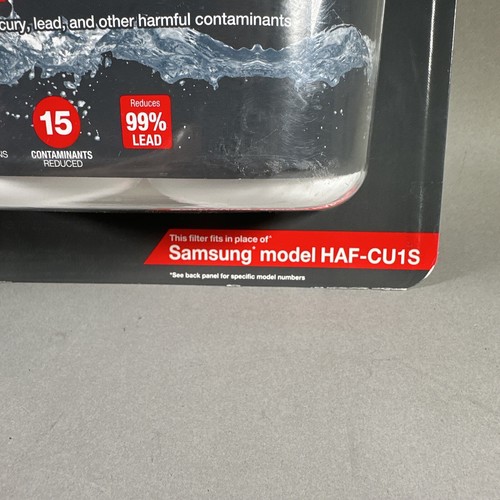 cury, lead, and other harmful contaminants
15
CONTAMINANTS
REDUCED
Reduces
99%
LEAD
This filter fits in place of*
Samsung® model HAF-CU1S
*See back panel for specific model numbers